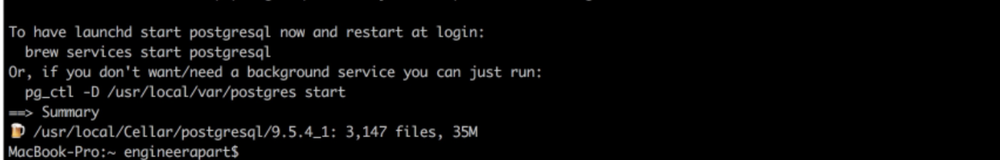 To have launchd start postgresql now and restart at login:
  brew services start postgresql
Or, if you don't want/need a background service you can just run:
  pg_ctl -D /usr/local/var/postgres start
==> Summary
🍺 /usr/local/Cellar/postgresql/9.5.4_1: 3,147 files, 35M
MacBook-Pro:~ engineerapart$